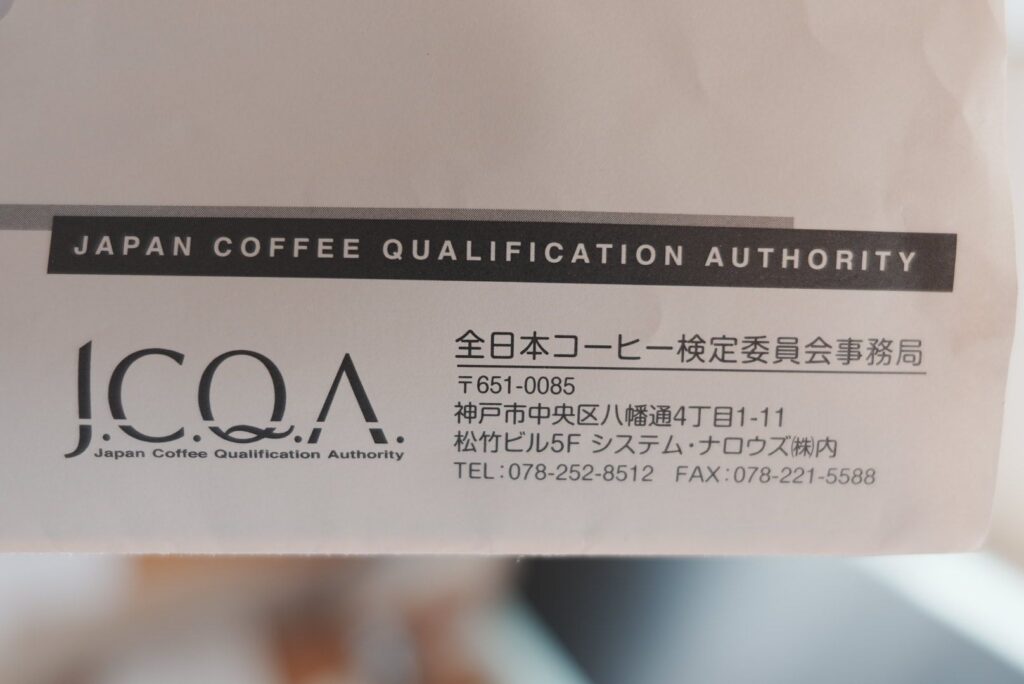 JAPAN COFFEE QUALIFICATION AUTHORITY
J.C.Q.A.
Japan Coffee Qualification Authority
全日本コーヒー検定委員会事務局
〒651-0085
神戸市中央区八幡通4丁目1-11
松竹ビル5F システム・ナロウズ㈱内
TEL:078-252-8512 FAX:078-221-5588